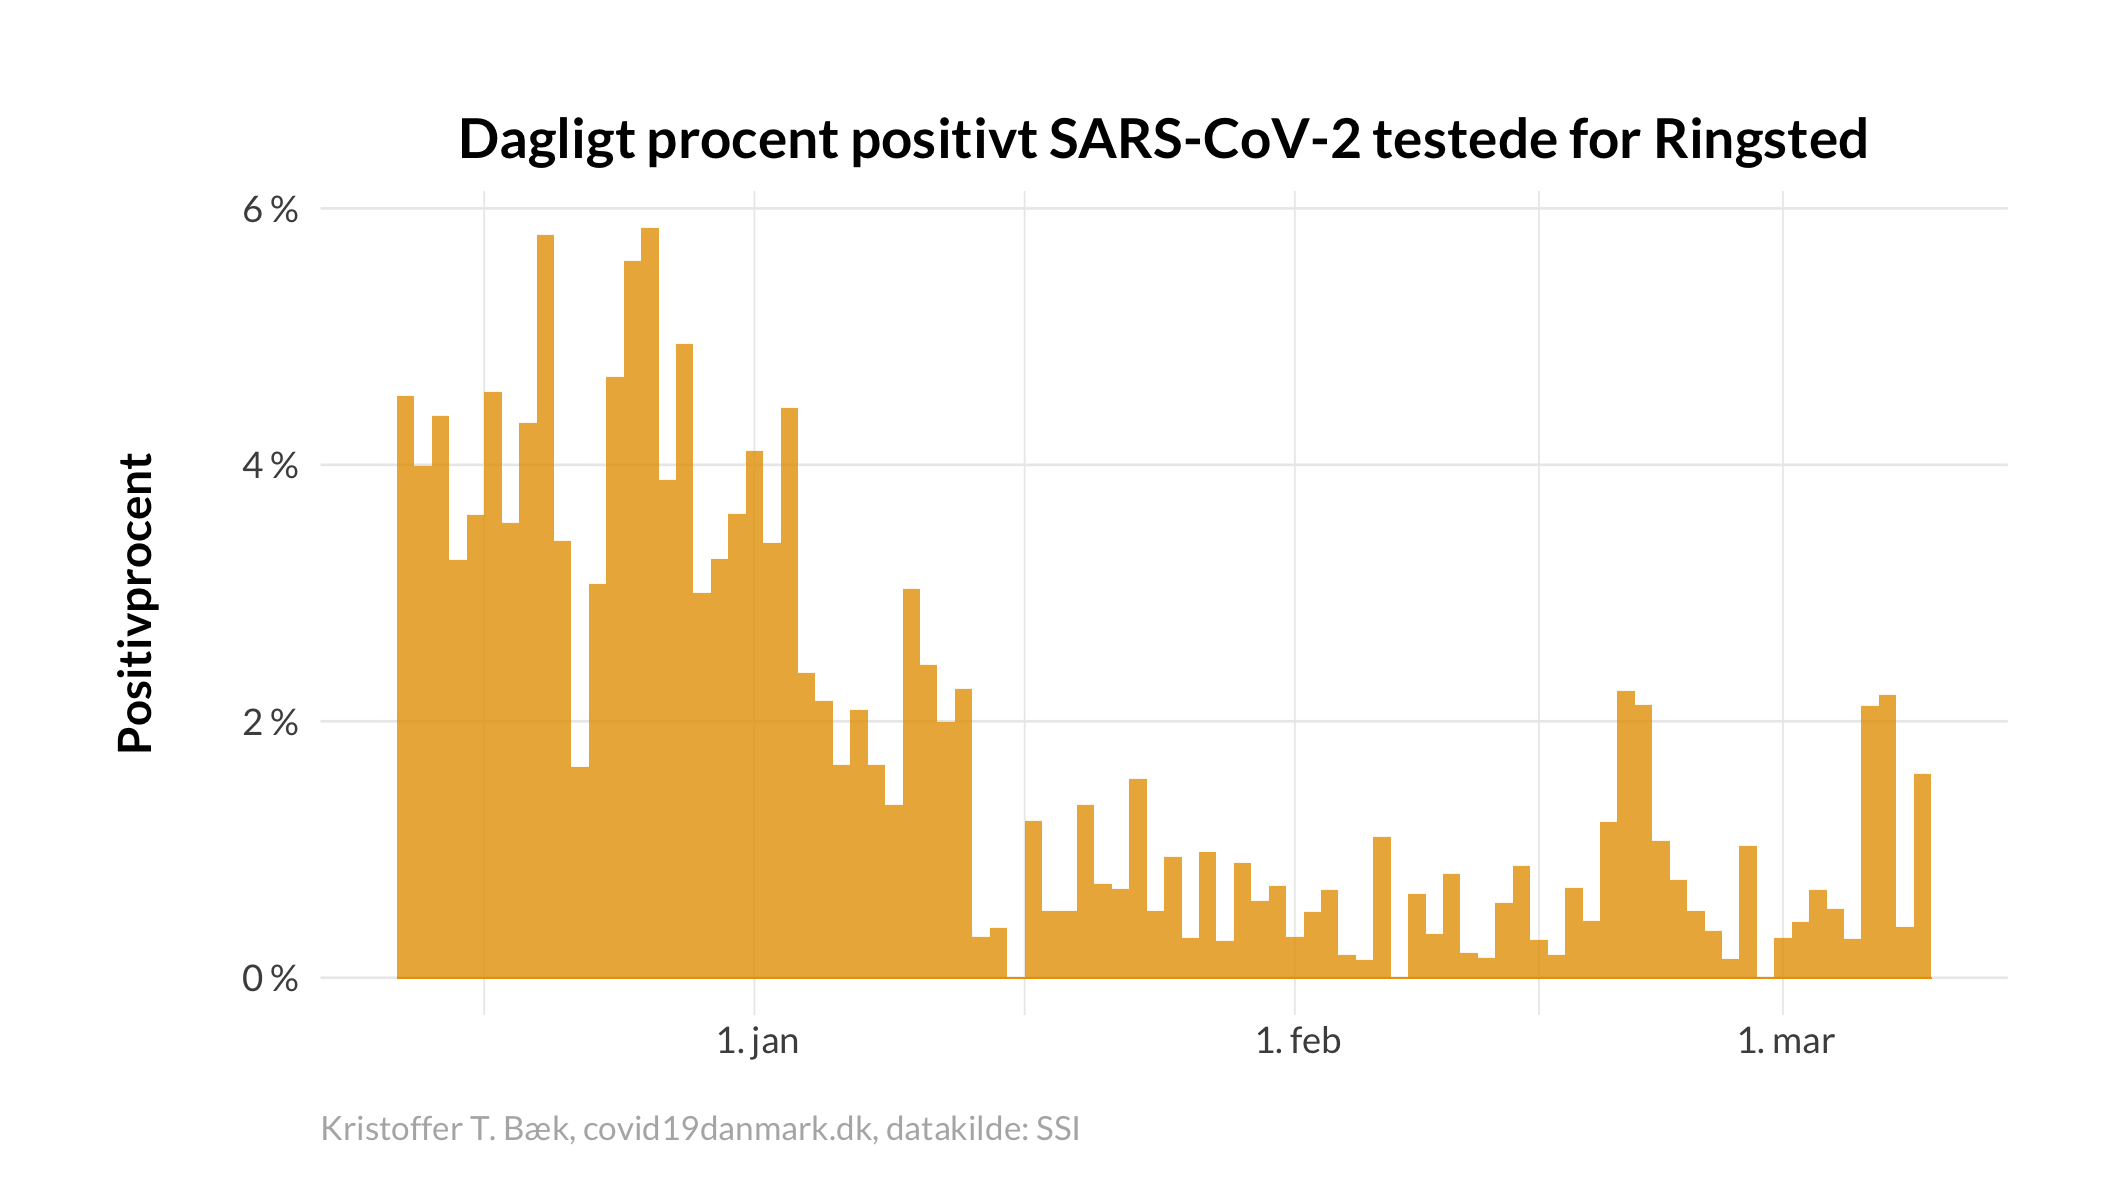 Dagligt procent positivt SARS-CoV-2 testede for Ringsted
Positivprocent
6 %
4 %
2 %
0 %
1. jan
1. feb
1. mar
Kristoffer T. Bæk, covid19danmark.dk, datakilde: SSI